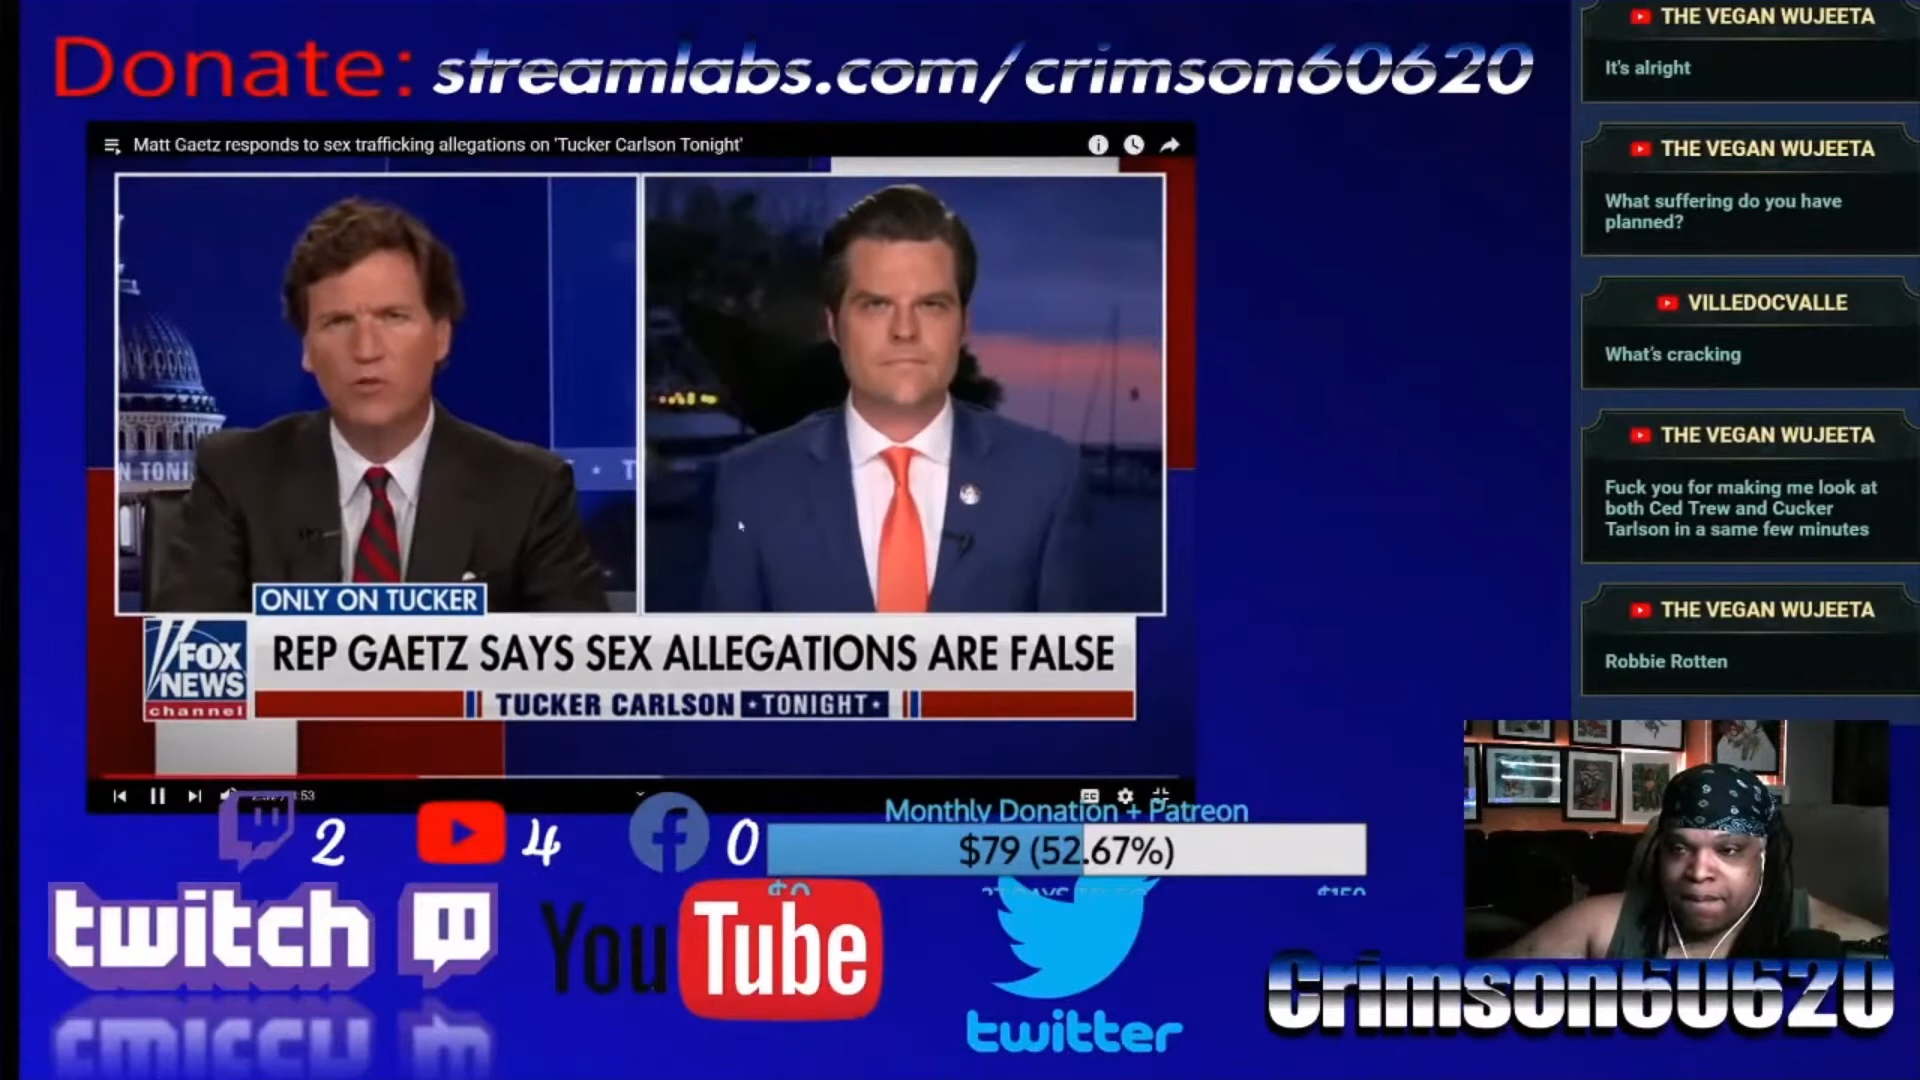 Donate: streamlabs.com/crimson60620
Matt Gaetz responds to sex trafficking allegations on 'Tucker Carlson Tonight'
N TONI
T
ONLY ON TUCKER
FOX
NEWS
channel
REP GAETZ SAYS SEX ALLEGATIONS ARE FALSE
TUCKER CARLSON TONIGHT
CC
2
4
0
Monthly Donation + Patreon
$79 (52.67%)
$0
$150
twitch
YouTube
twitter
Crimson60620
THE VEGAN WUJEETA
It's alright
THE VEGAN WUJEETA
What suffering do you have
planned?
VILLEDOCVALLE
What's cracking
THE VEGAN WUJEETA
Fuck you for making me look at
both Ced Trew and Cucker
Tarlson in a same few minutes
THE VEGAN WUJEETA
Robbie Rotten